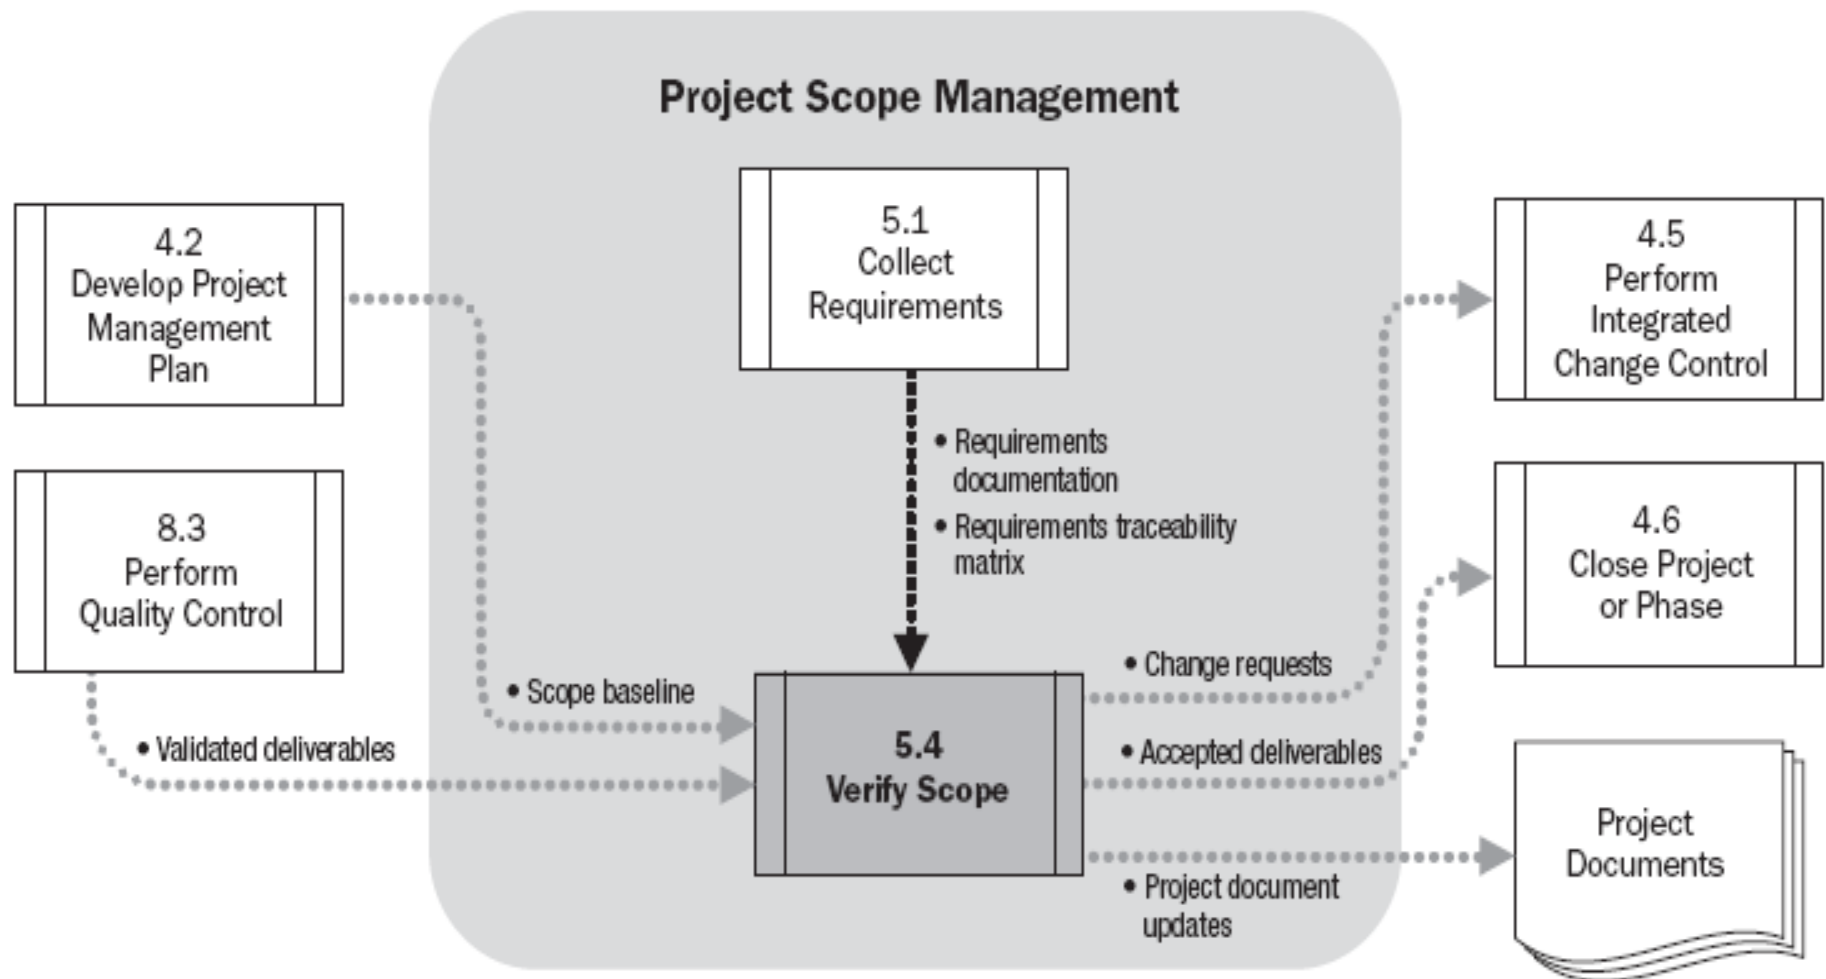 Project Scope Management
4.2
Develop Project
Management
Plan
5.1
Collect
Requirements
4.5
Perform
Integrated
Change Control
• Requirements
documentation
• Requirements traceability
matrix
8.3
Perform
Quality Control
4.6
Close Project
or Phase
• Scope baseline
• Validated deliverables
5.4
Verify Scope
• Change requests
• Accepted deliverables
• Project document
updates
Project
Documents